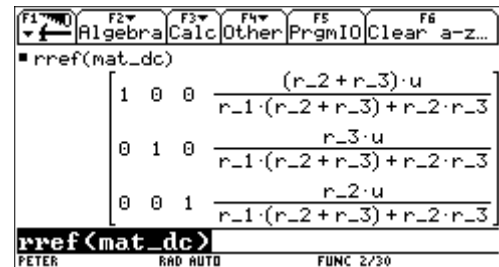 F1 F2 Algebra F3 Calc F4 Other F5 PrgmIO F6 Clear a-z…
▪ rref(mat_dc)
1 0 0 (r_2 + r_3)·u / r_1·(r_2 + r_3) + r_2·r_3
0 1 0 r_3·u / r_1·(r_2 + r_3) + r_2·r_3
0 0 1 r_2·u / r_1·(r_2 + r_3) + r_2·r_3
rref(mat_dc)
PETER RAD AUTO FUNC 2/30